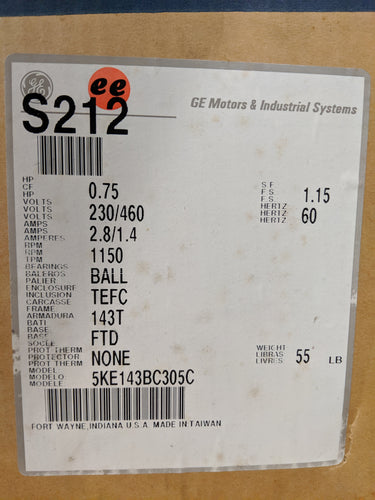 GE
ee
S212
GE Motors & Industrial Systems
HP
CF
HP 0.75
VOLTS
VOLTS 230/460
AMPS
AMPS
AMPERES 2.8/1.4
RPM
RPM
TPM 1150
BEARINGS
BALEROS
PALIER BALL
ENCLOSURE
INCLUSION
CARCASSE TEFC
FRAME
ARMADURA
BATI 143T
BASE
BASE
SOCLE FTD
PROT THERM
PROTECTOR
PROT THERM NONE
MODEL
MODELO
MODELE 5KE143BC305C
SF
F.S.
F.S. 1.15
HERTZ
HERTZ
HERTZ 60
WEIGHT
LIBRAS
LIVRES 55 LB
FORT WAYNE, INDIANA U.S.A. MADE IN TAIWAN